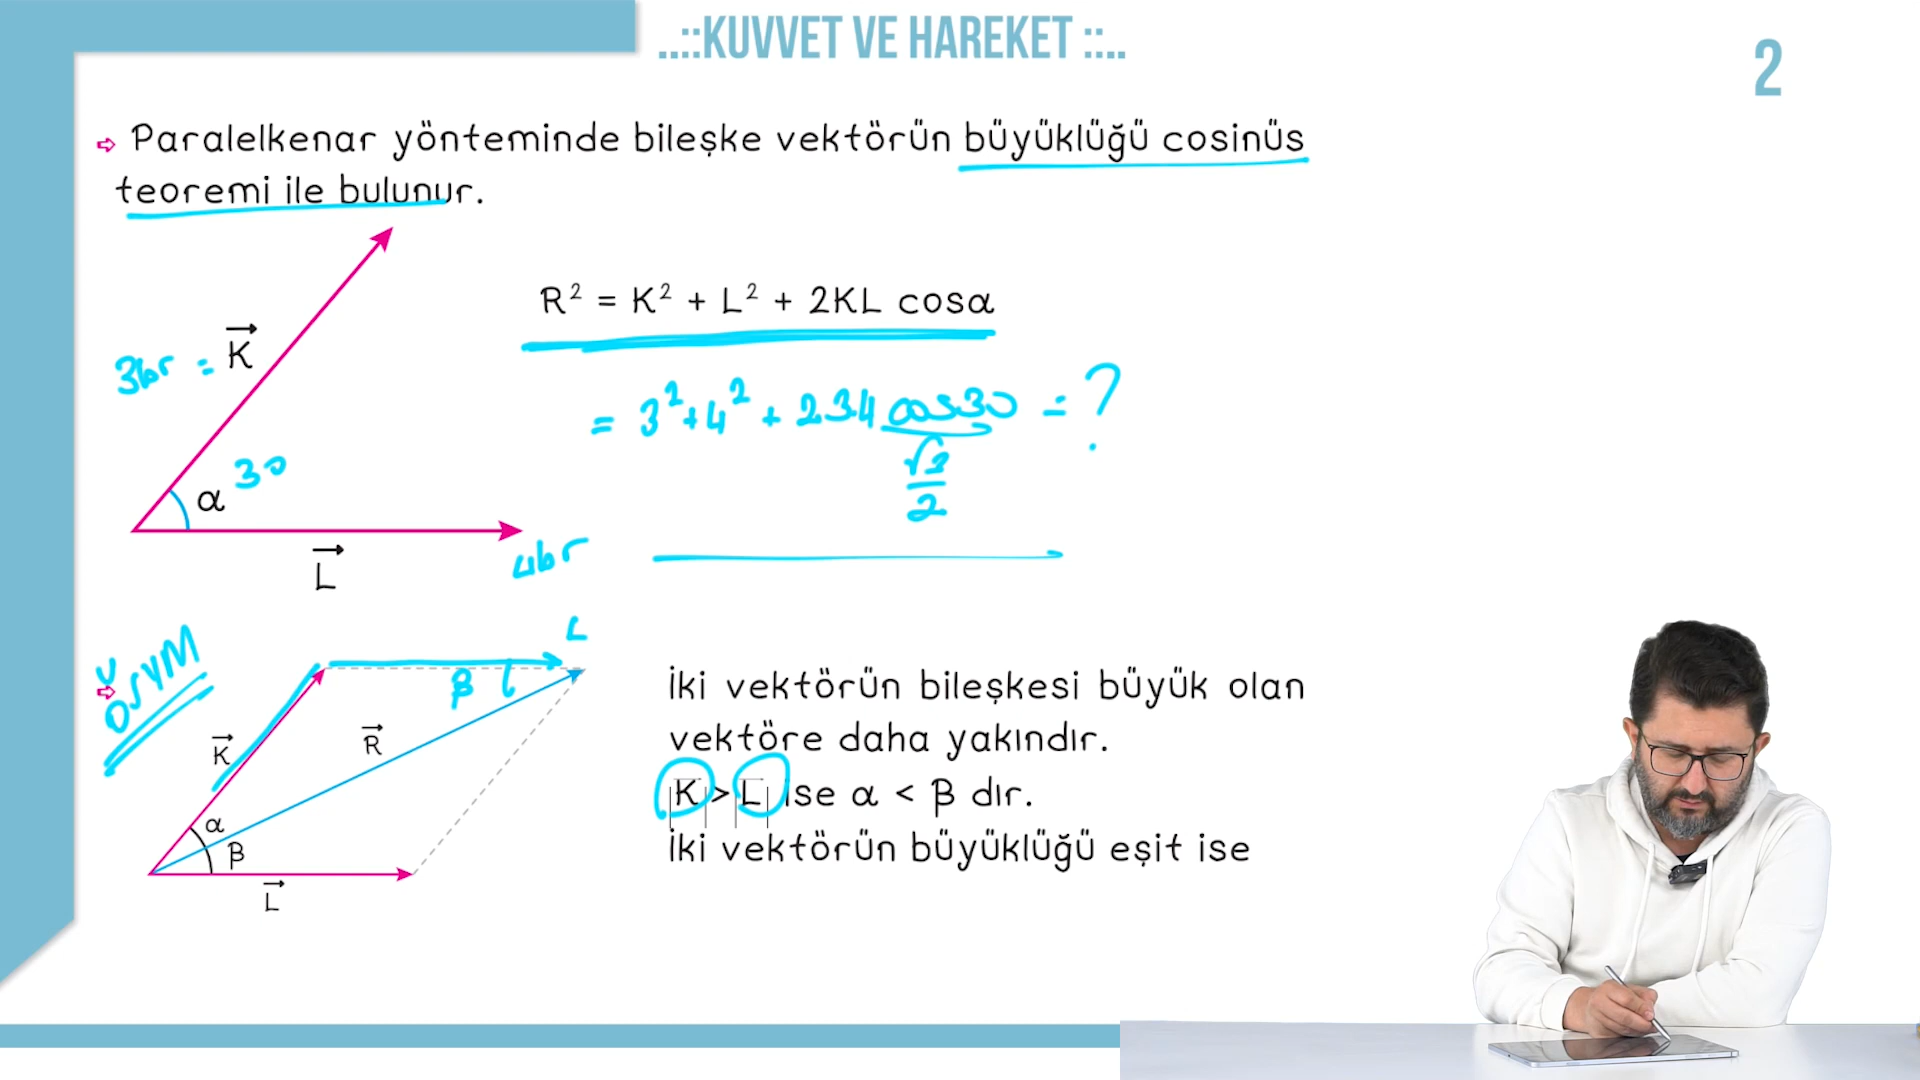 ..::KUVVET VE HAREKET ::..
2
⇨ Paralelkenar yönteminde bileşke vektörün büyüklüğü cosinüs
teoremi ile bulunur.
R² = K² + L² + 2KL cosα
3br = K
= 3² + 4² + 2.3.4 cos30 = ?
√3
2
α 30
L
4br
ÖSYM
L
β
K
R
α
β
L
İki vektörün bileşkesi büyük olan
vektöre daha yakındır.
|K| > |L| ise α < β dır.
İki vektörün büyüklüğü eşit ise